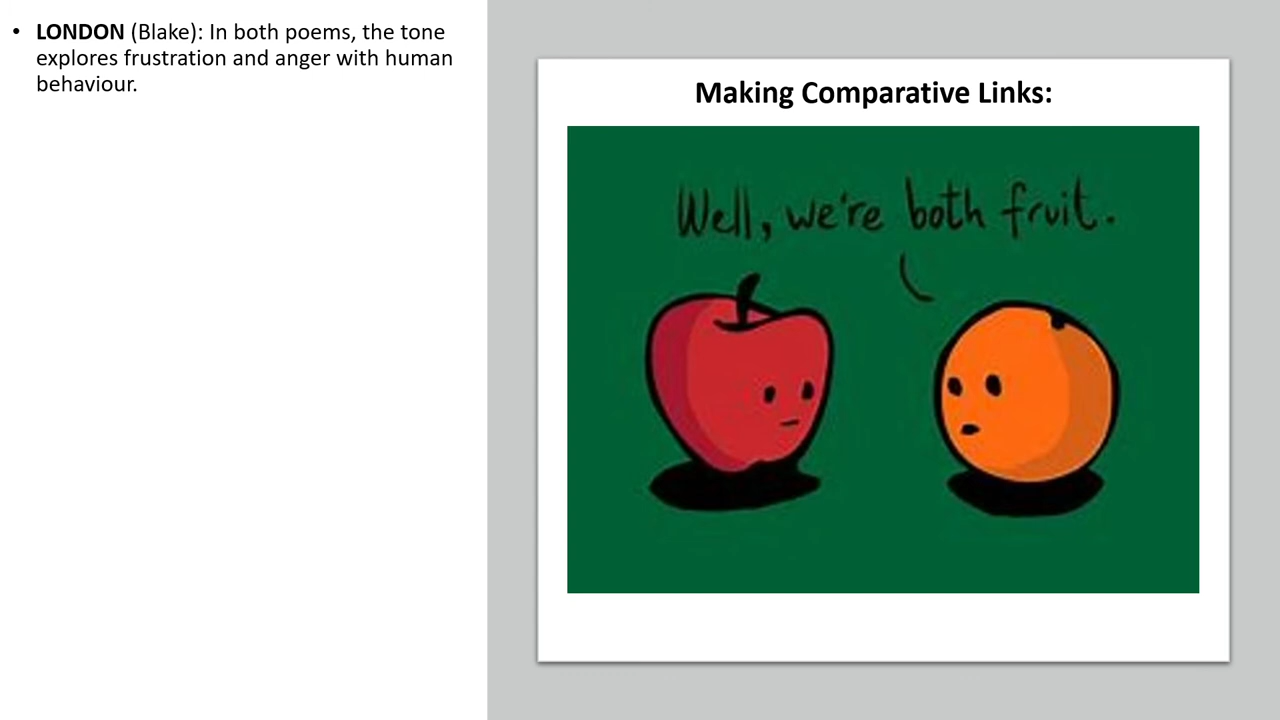 • LONDON (Blake): In both poems, the tone
explores frustration and anger with human
behaviour.
Making Comparative Links:
Well, we're both fruit.